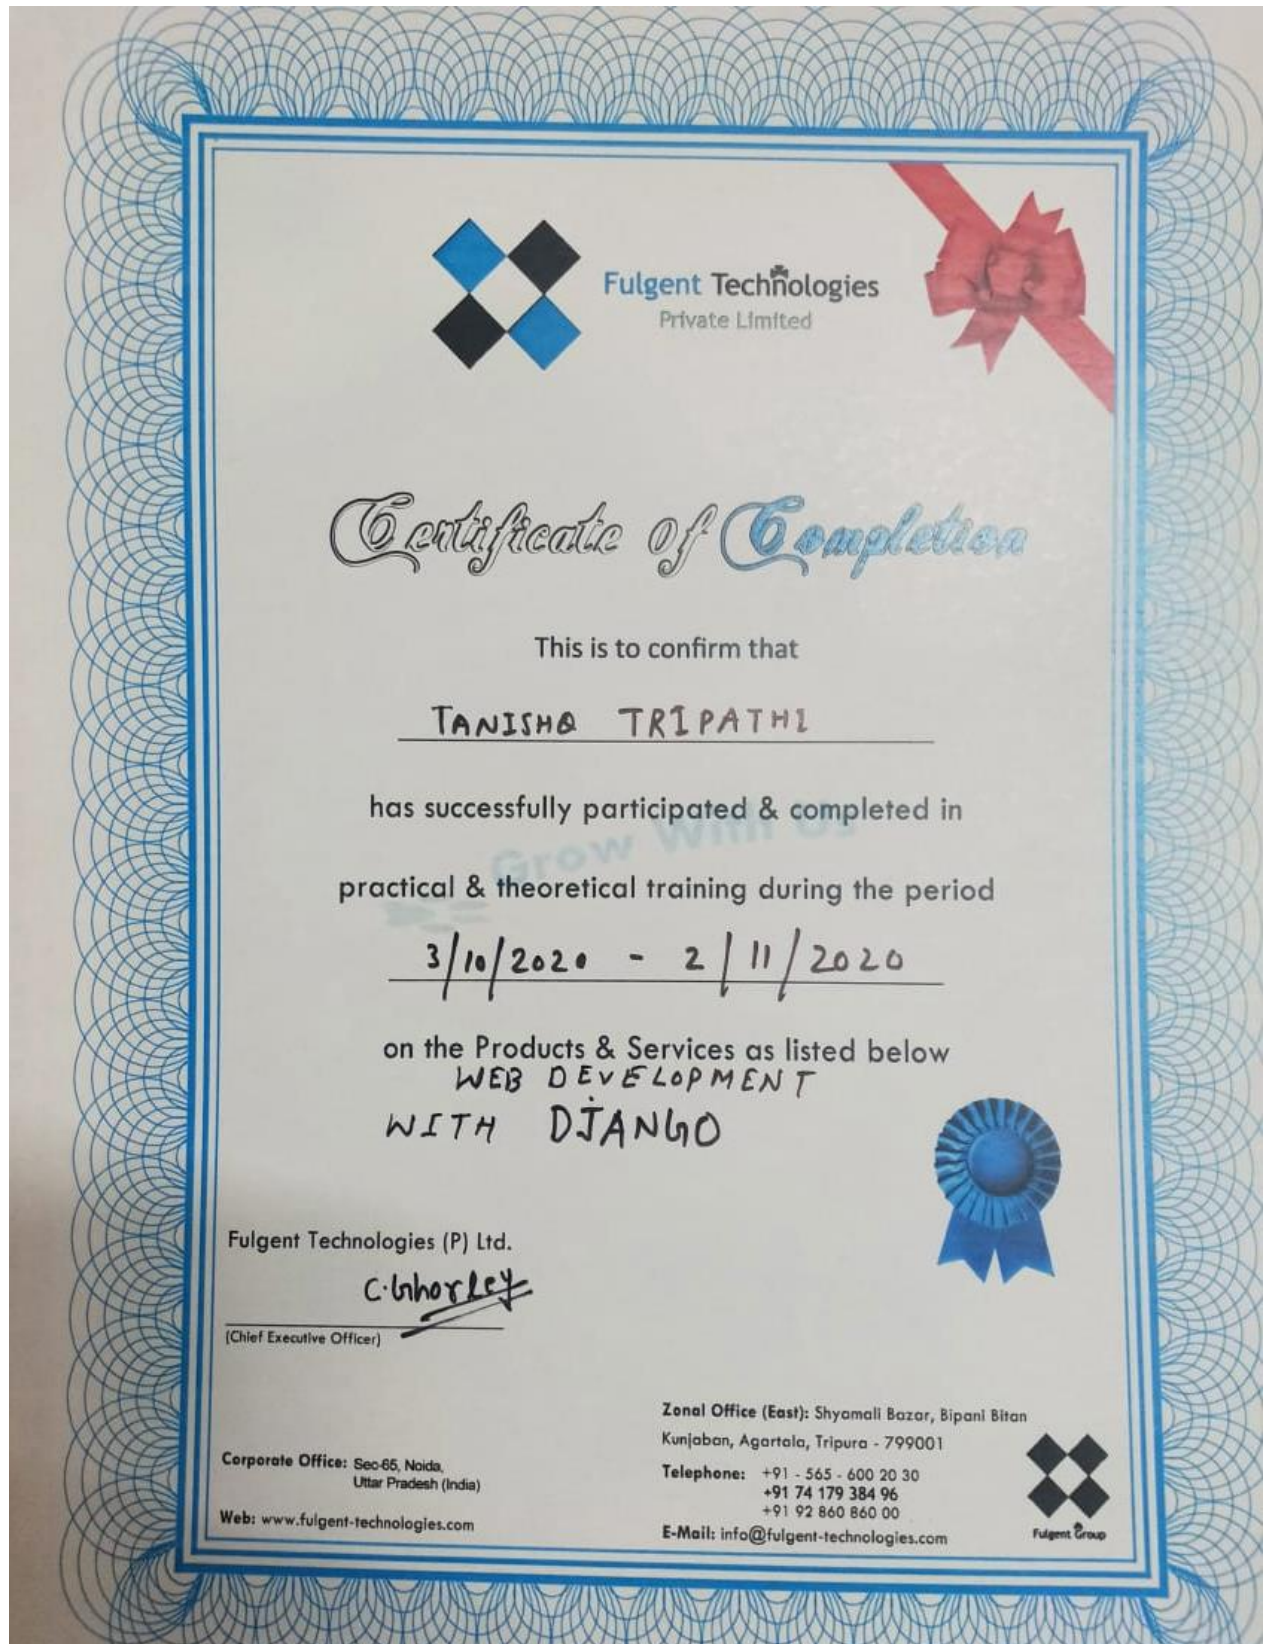 Fulgent Technologies
Private Limited
Certificate Of Completion
This is to confirm that
TANISHQ TRIPATHI
has successfully participated & completed in
Grow With Us
practical & theoretical training during the period
3/10/2020 - 2/11/2020
on the Products & Services as listed below
WEB DEVELOPMENT
WITH DJANGO
Fulgent Technologies (P) Ltd.
C.Ghorley
(Chief Executive Officer)
Corporate Office: Sec-65, Noida,
Uttar Pradesh (India)
Web: www.fulgent-technologies.com
Zonal Office (East): Shyamali Bazar, Bipani Bitan
Kunjaban, Agartala, Tripura - 799001
Telephone: +91 - 565 - 600 20 30
+91 74 179 384 96
+91 92 860 860 00
E-Mail: info@fulgent-technologies.com
Fulgent Group